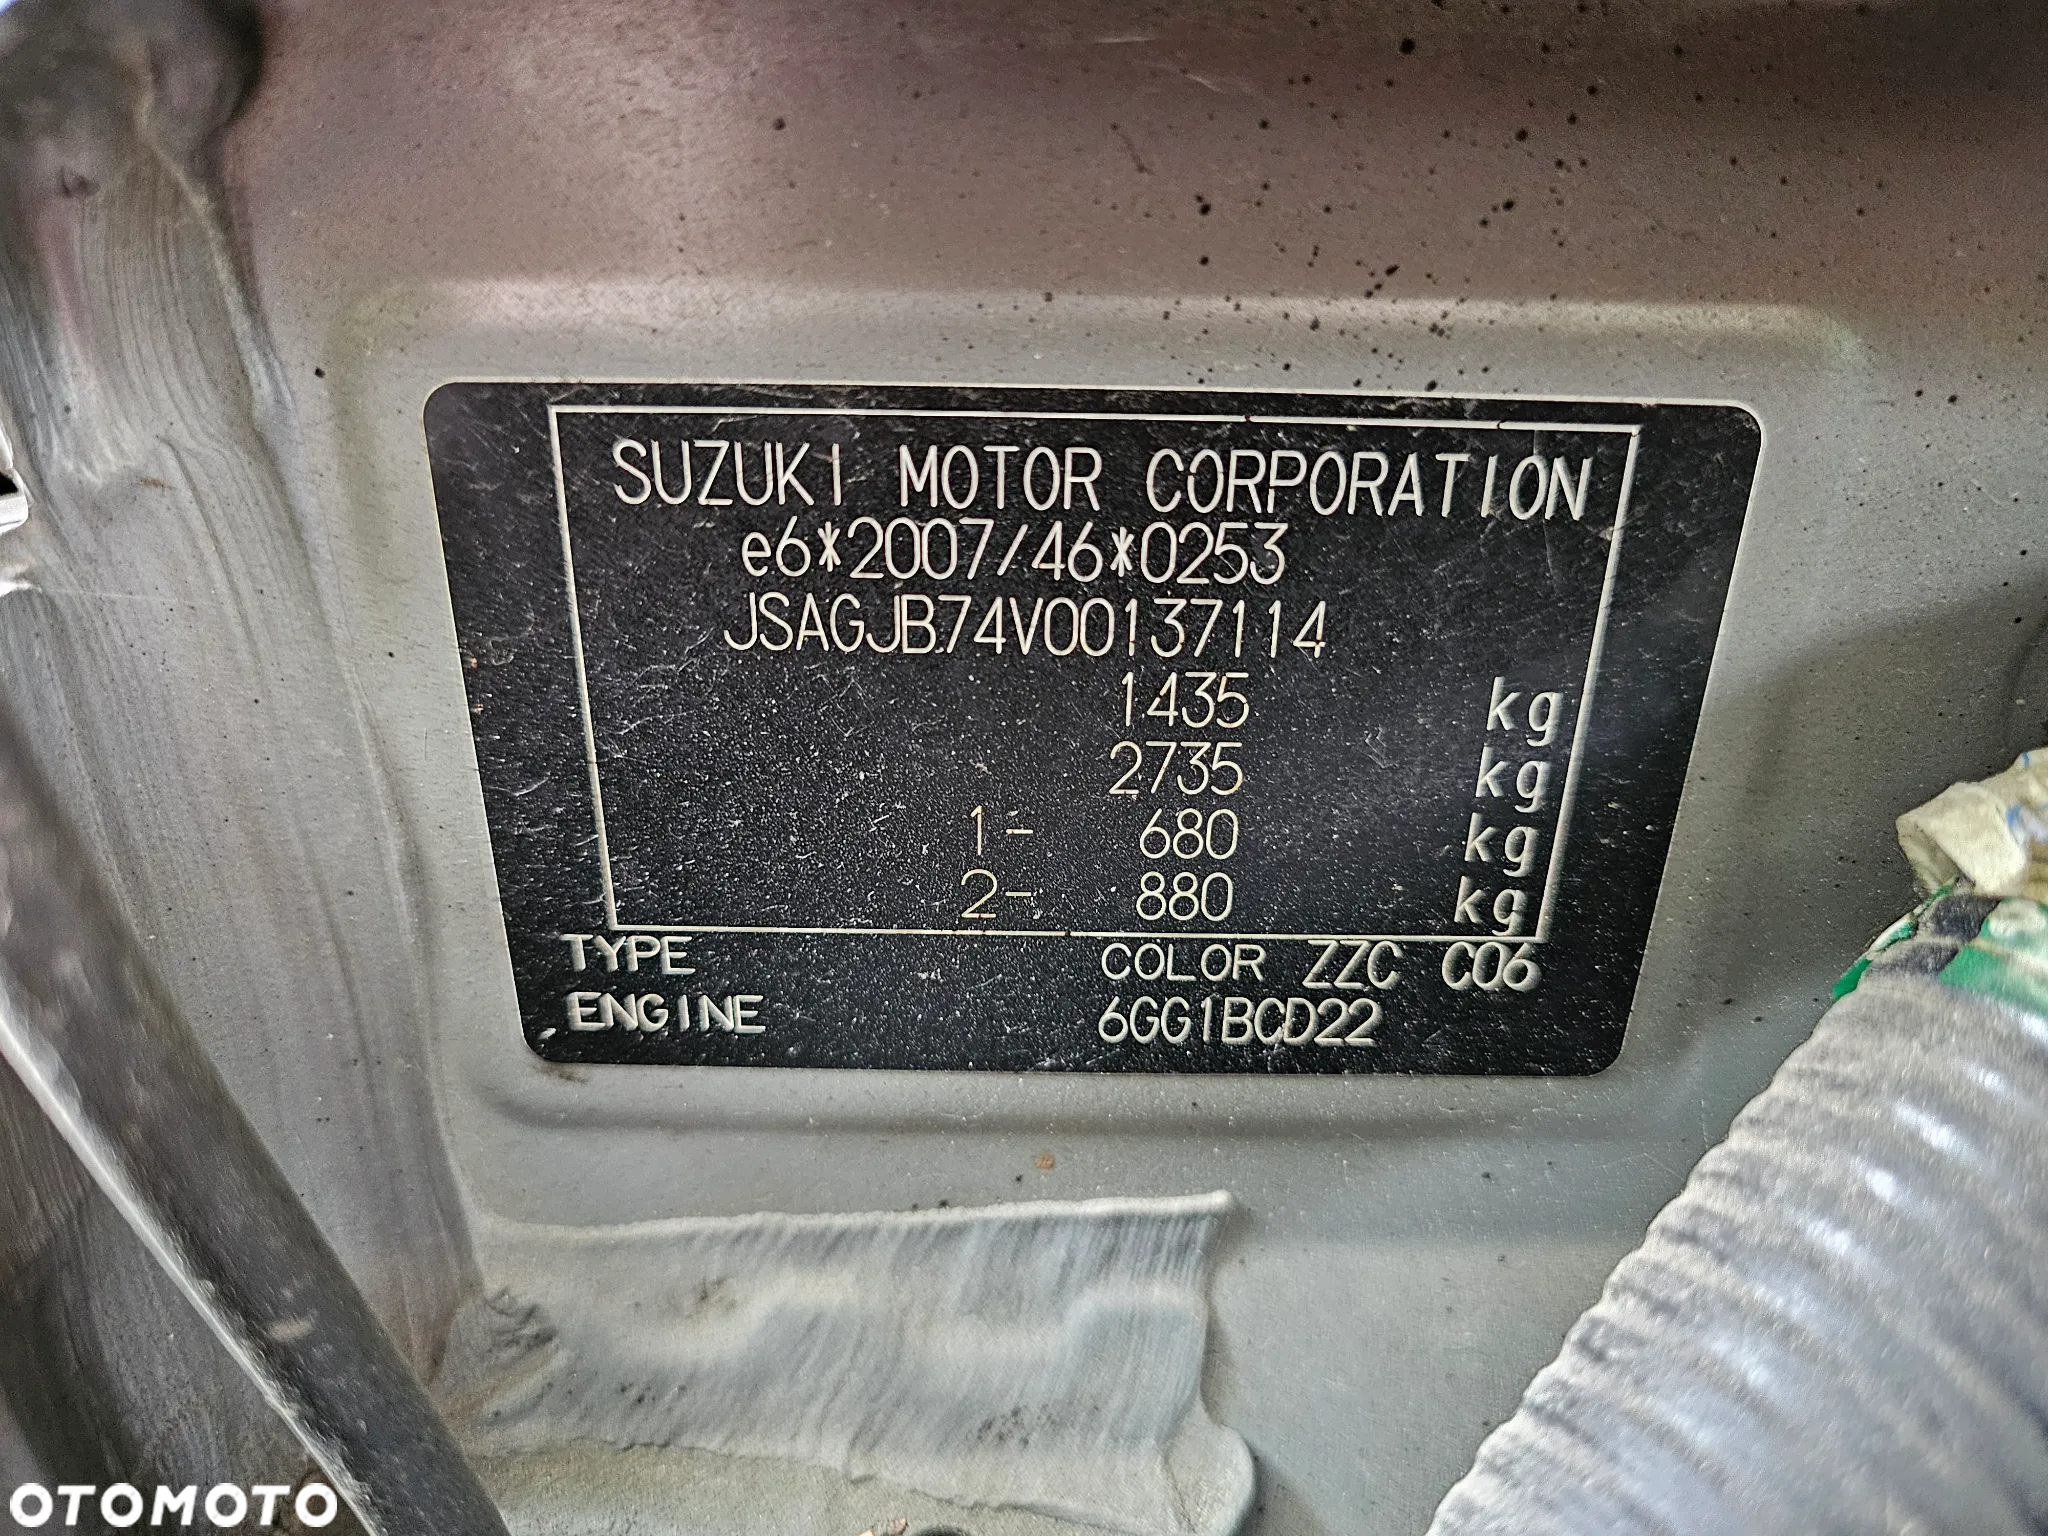 SUZUKI MOTOR CORPORATION
e6*2007/46*0253
JSAGJB74V00137114
1435 kg
2735 kg
1- 680 kg
2- 880 kg
TYPE COLOR ZZC C06
ENGINE 6GG1BCD22
OTOMOTO